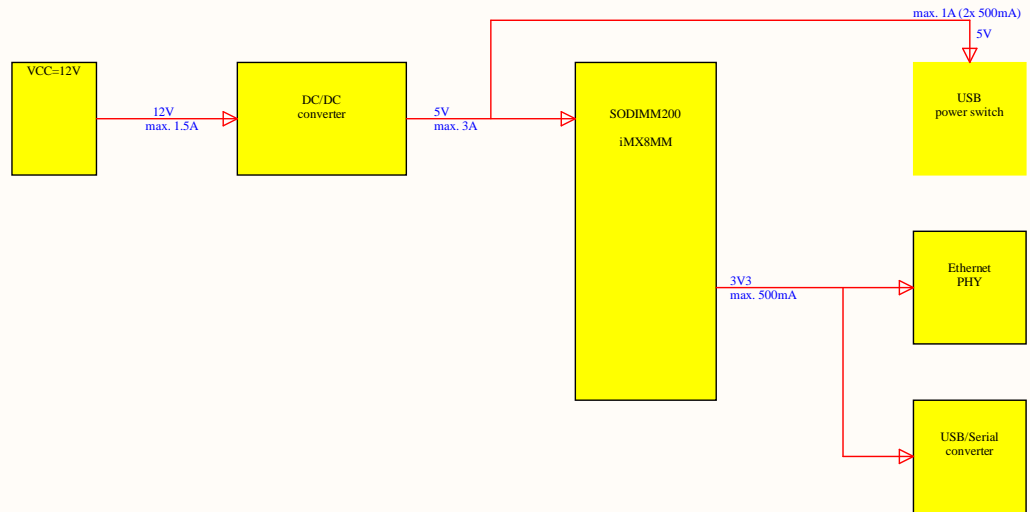 max. 1A (2x 500mA)
5V
VCC=12V
12V
max. 1.5A
DC/DC
converter
5V
max. 3A
SODIMM200
iMX8MM
USB
power switch
3V3
max. 500mA
Ethernet
PHY
USB/Serial
converter